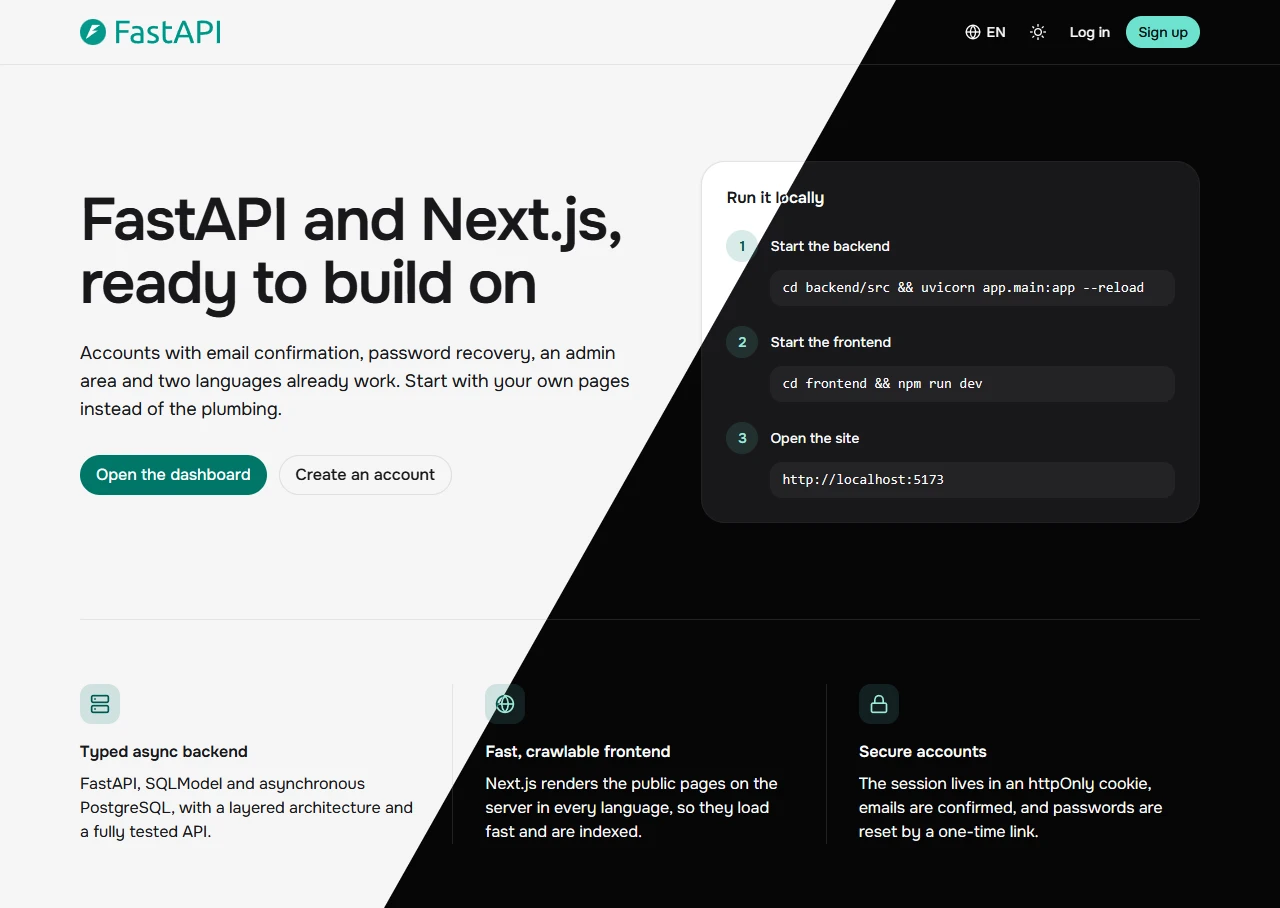 FastAPI
EN
Log in
Sign up
FastAPI and Next.js,
ready to build on
Accounts with email confirmation, password recovery, an admin
area and two languages already work. Start with your own pages
instead of the plumbing.
Open the dashboard
Create an account
Run it locally
1
Start the backend
cd backend/src && uvicorn app.main:app --reload
2
Start the frontend
cd frontend && npm run dev
3
Open the site
http://localhost:5173
Typed async backend
FastAPI, SQLModel and asynchronous
PostgreSQL, with a layered architecture and
a fully tested API.
Fast, crawlable frontend
Next.js renders the public pages on the
server in every language, so they load
fast and are indexed.
Secure accounts
The session lives in an httpOnly cookie,
emails are confirmed, and passwords are
reset by a one-time link.